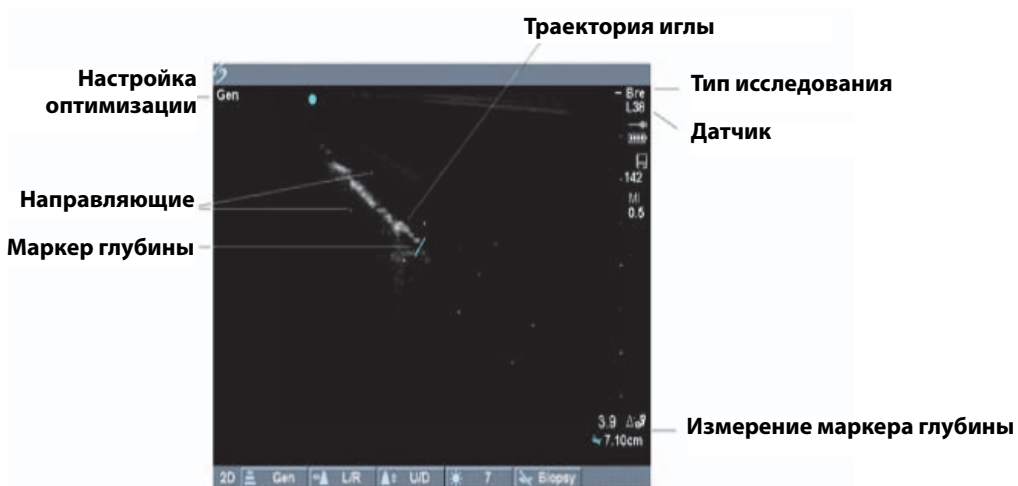 Траектория иглы
Настройка
оптимизации
Тип исследования
Gen
Bre
L38
Датчик
142
MI
0.5
Направляющие
Маркер глубины
3.9
7.10cm
Измерение маркера глубины
2D Gen L/R U/D 7 Biopsy